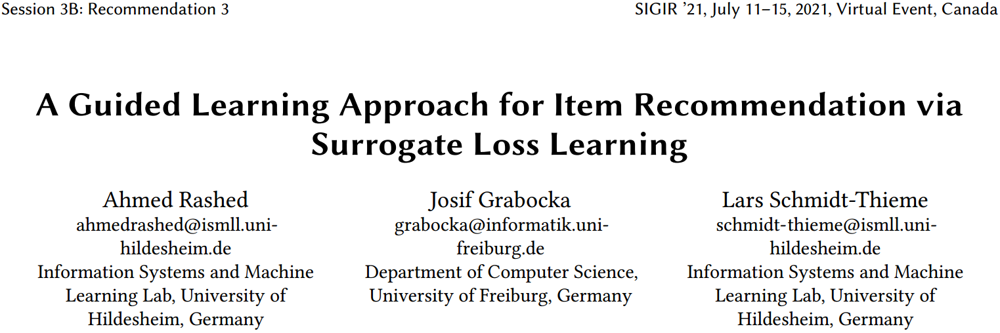 Session 3B: Recommendation 3
SIGIR ’21, July 11–15, 2021, Virtual Event, Canada
A Guided Learning Approach for Item Recommendation via
Surrogate Loss Learning
Ahmed Rashed
ahmedrashed@ismll.uni-
hildesheim.de
Information Systems and Machine
Learning Lab, University of
Hildesheim, Germany
Josif Grabocka
grabocka@informatik.uni-
freiburg.de
Department of Computer Science,
University of Freiburg, Germany
Lars Schmidt-Thieme
schmidt-thieme@ismll.uni-
hildesheim.de
Information Systems and Machine
Learning Lab, University of
Hildesheim, Germany